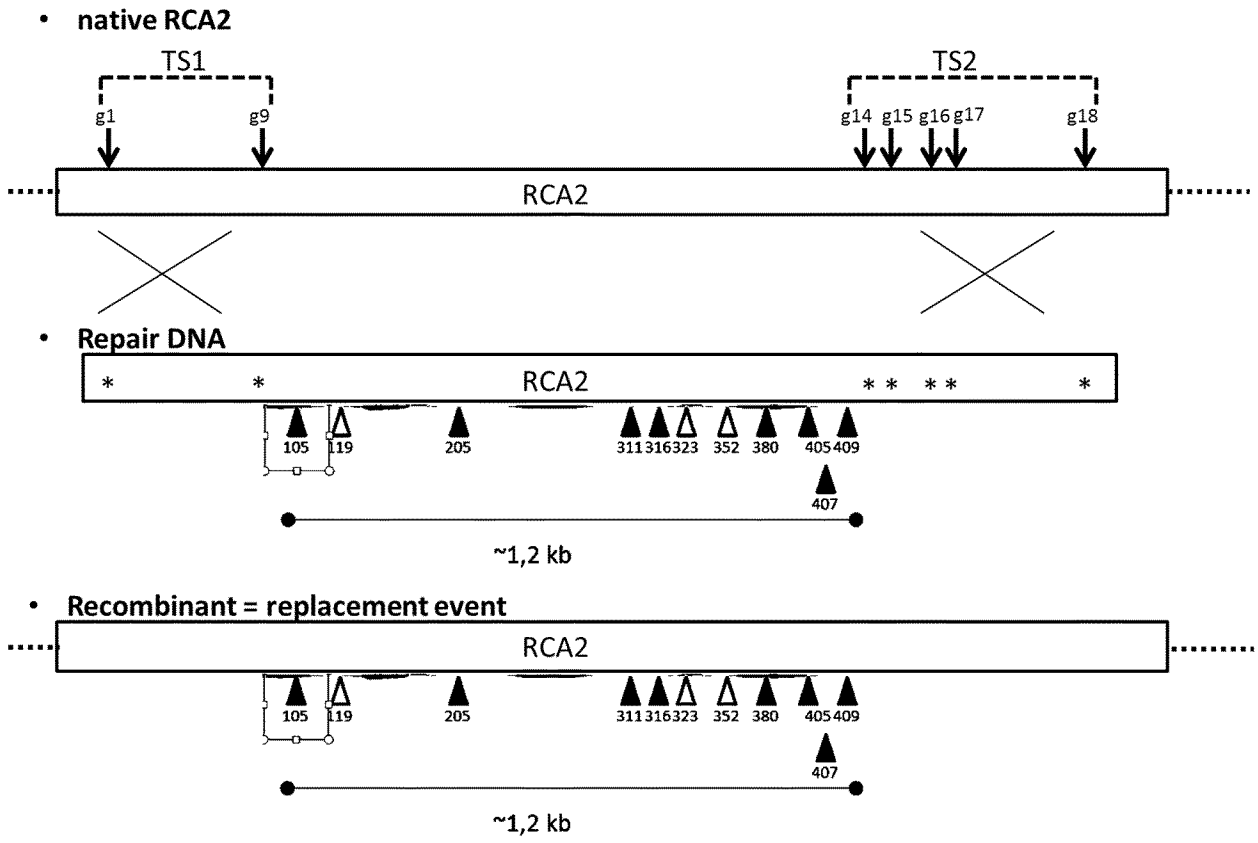 • native RCA2
TS1 TS2
g1 g9 g14 g15 g16 g17 g18
RCA2
• Repair DNA
* * RCA2 * * * * *
105 119 205 311 316 323 352 380 405 409
407
~1,2 kb
• Recombinant = replacement event
RCA2
105 119 205 311 316 323 352 380 405 409
407
~1,2 kb